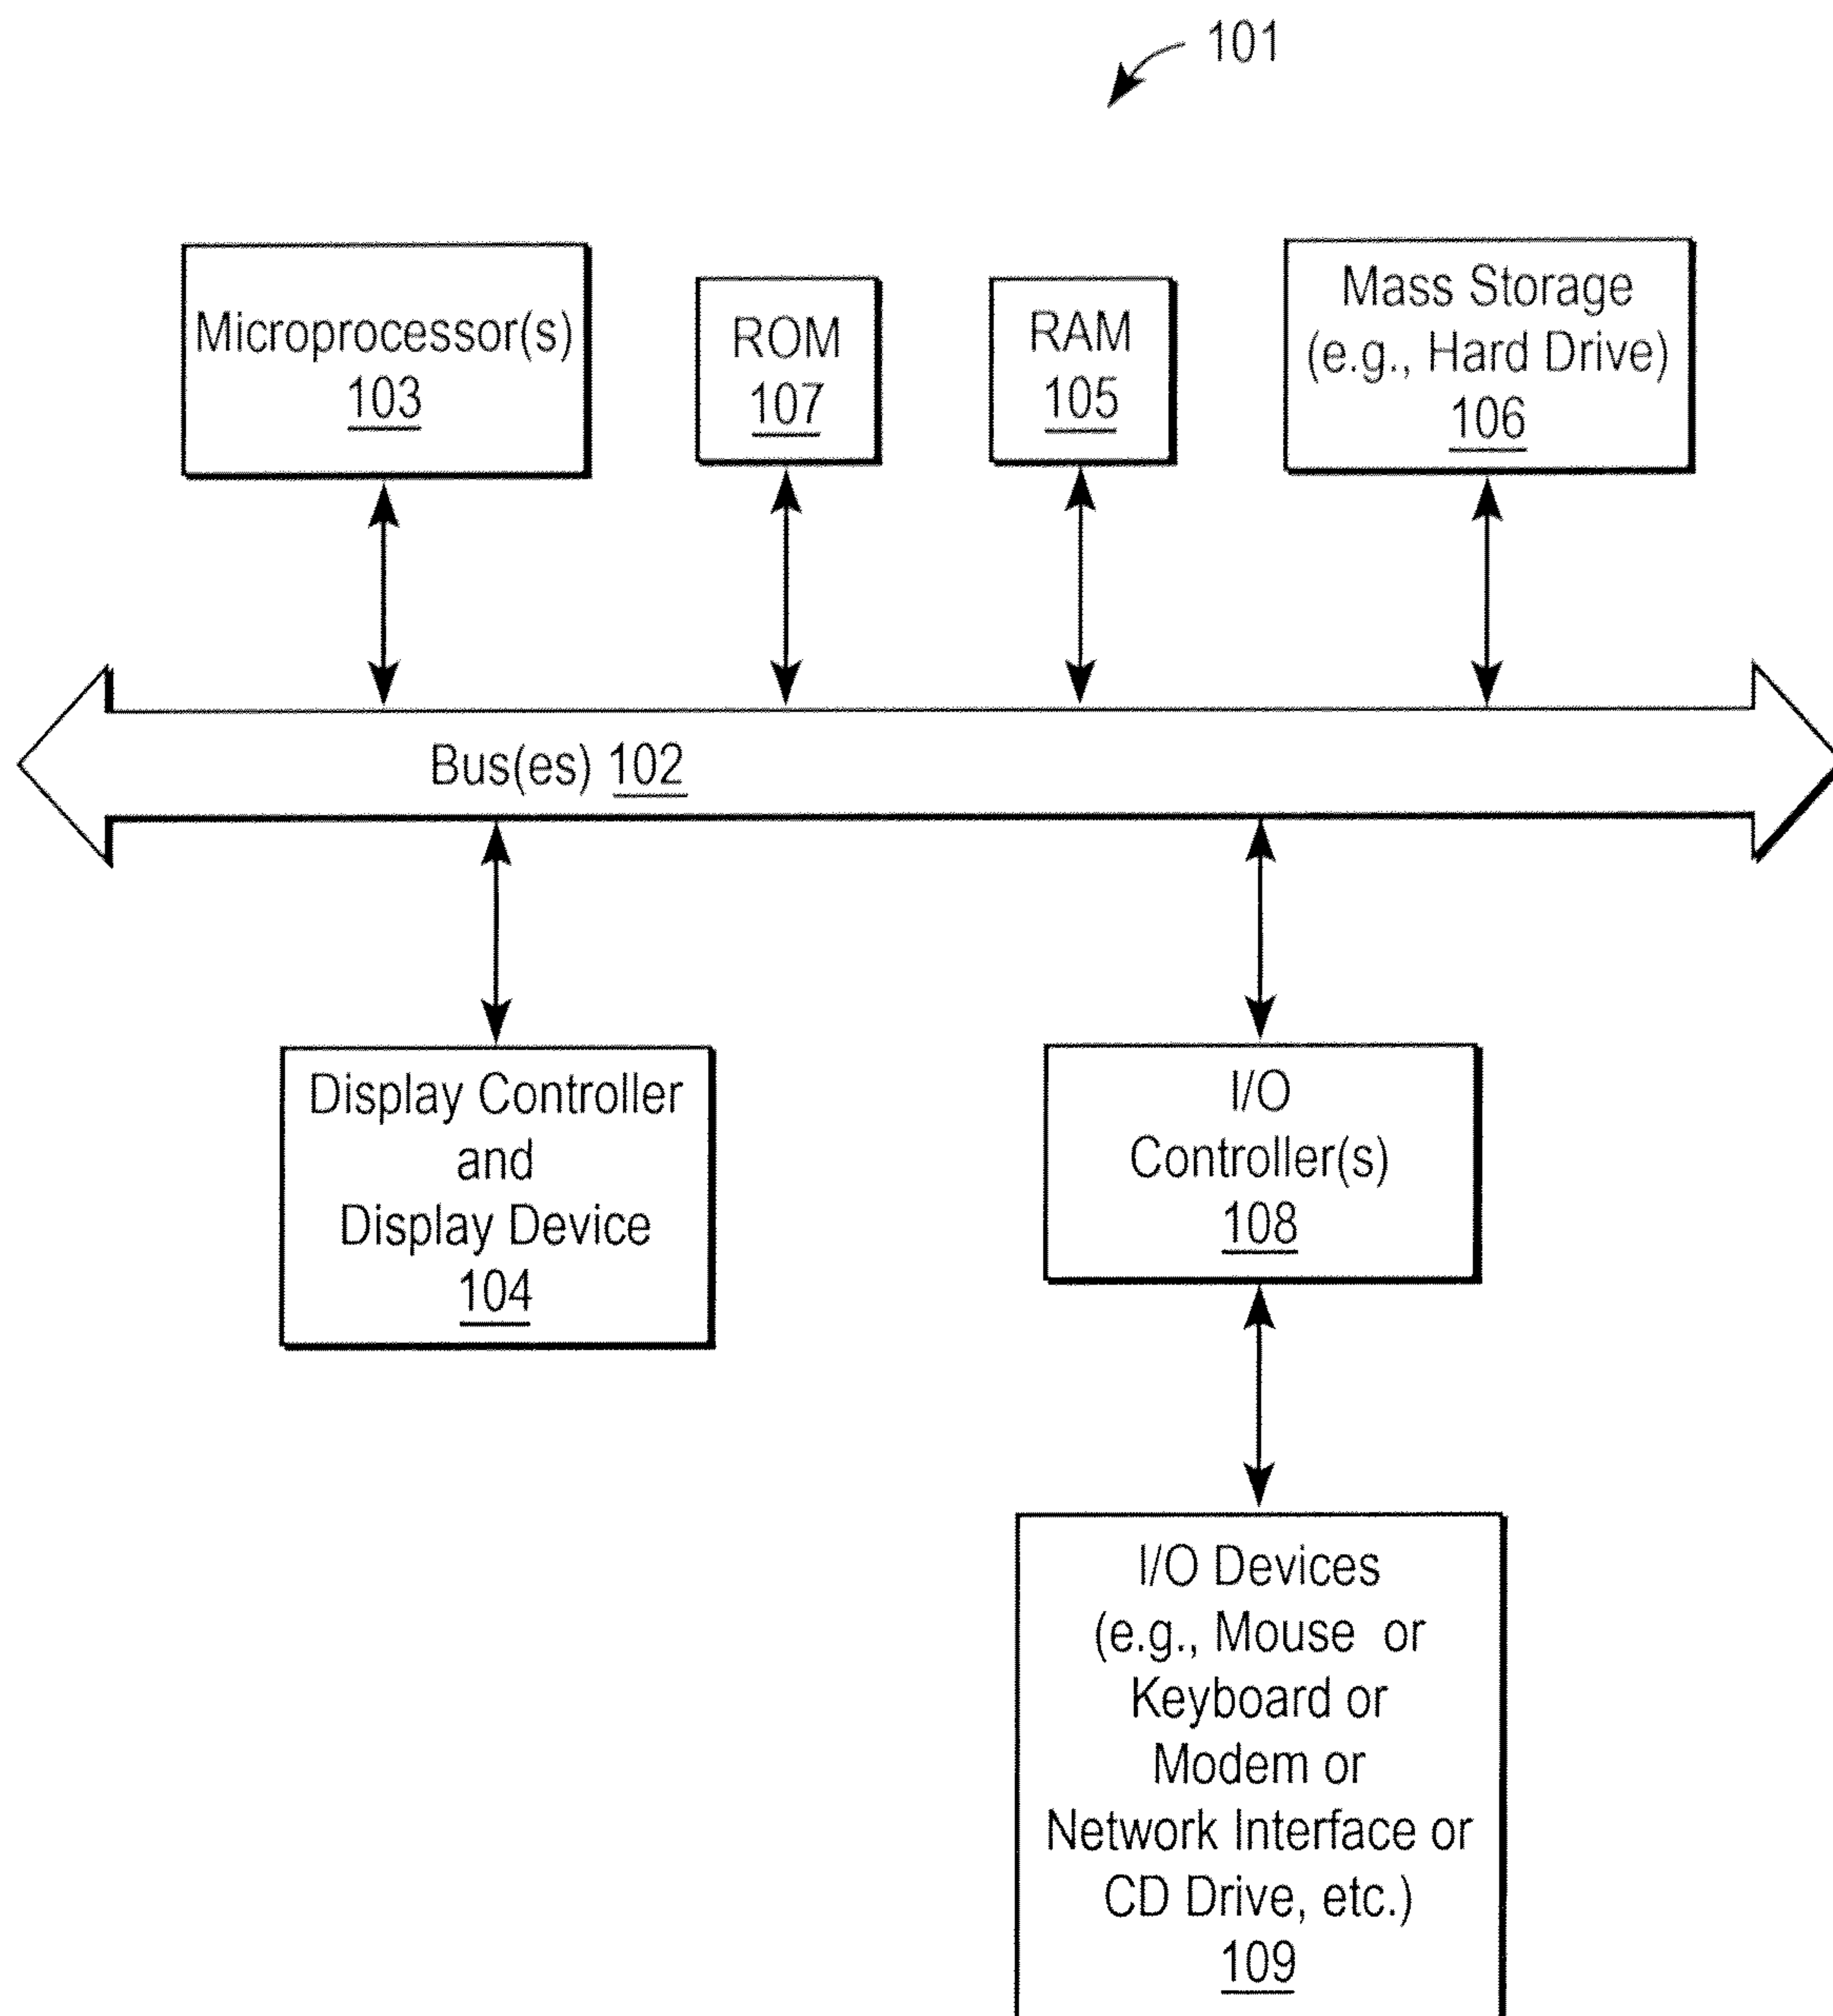 101
Microprocessor(s)
103
ROM
107
RAM
105
Mass Storage
(e.g., Hard Drive)
106
Bus(es) 102
Display Controller
and
Display Device
104
I/O
Controller(s)
108
I/O Devices
(e.g., Mouse or
Keyboard or
Modem or
Network Interface or
CD Drive, etc.)
109